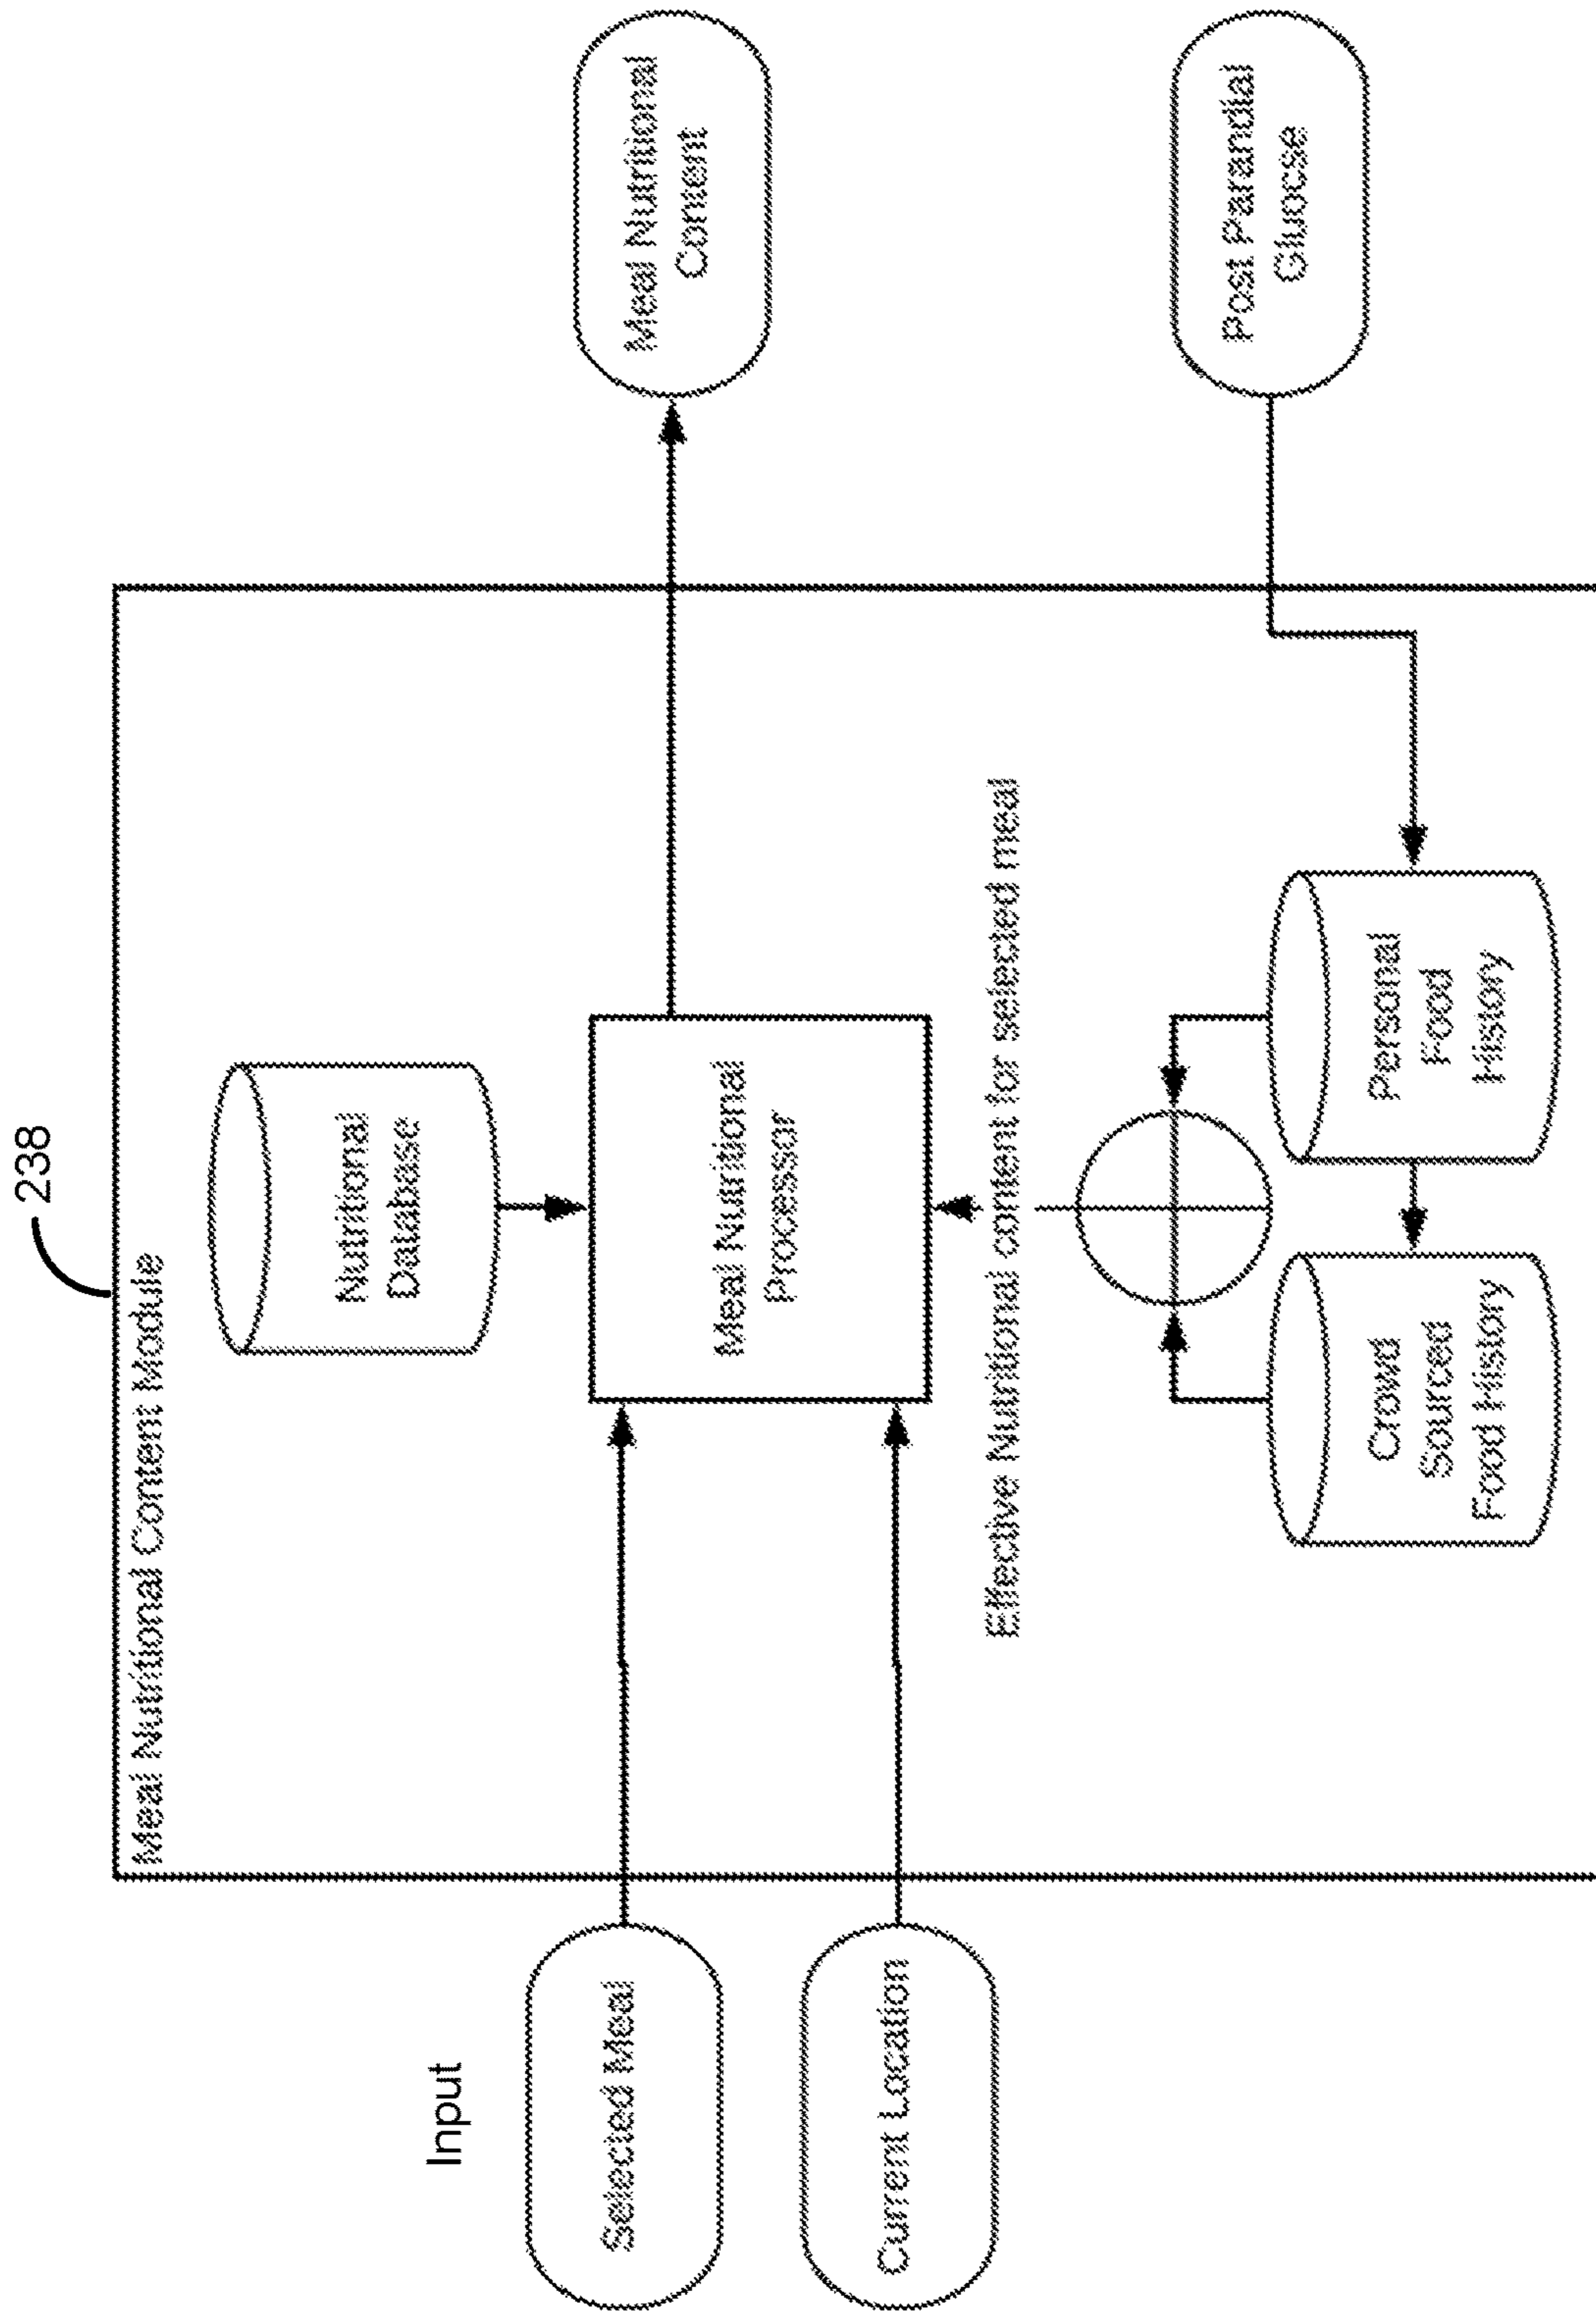 238
Meal Nutritional Content Module
Nutritional
Database
Input
Selected Meal
Meal Nutritional
Processor
Meal Nutritional
Content
Current Location
Effective Nutritional content for selected meal
Post Parandial
Gluocse
Crowd
Sourced
Food History
Personal
Food
History